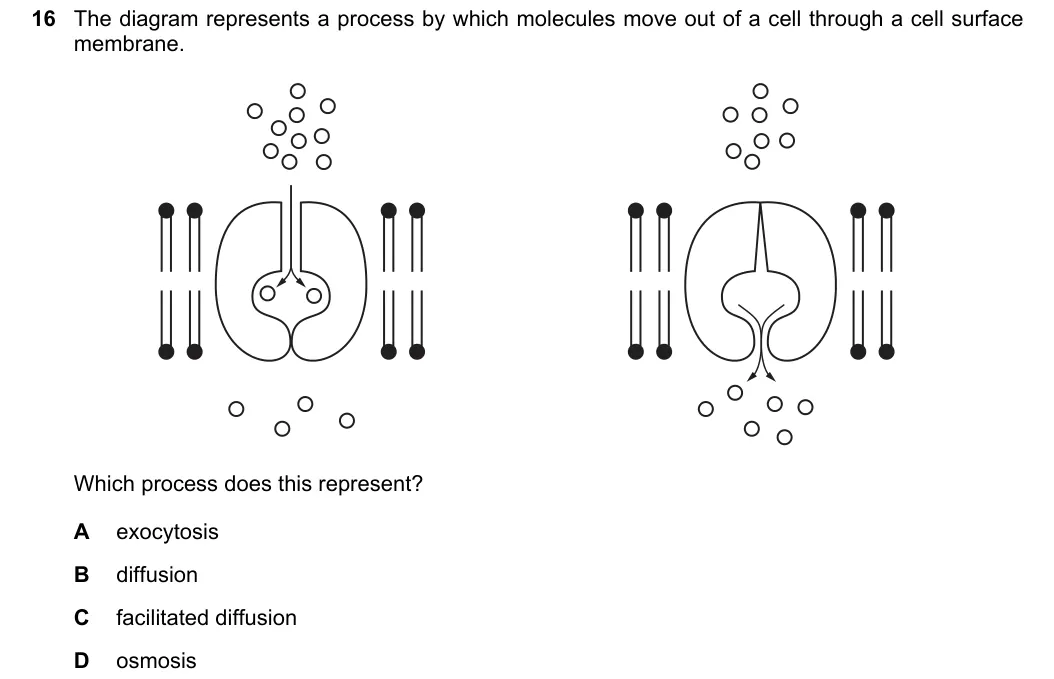 16 The diagram represents a process by which molecules move out of a cell through a cell surface
membrane.
Which process does this represent?
A exocytosis
B diffusion
C facilitated diffusion
D osmosis